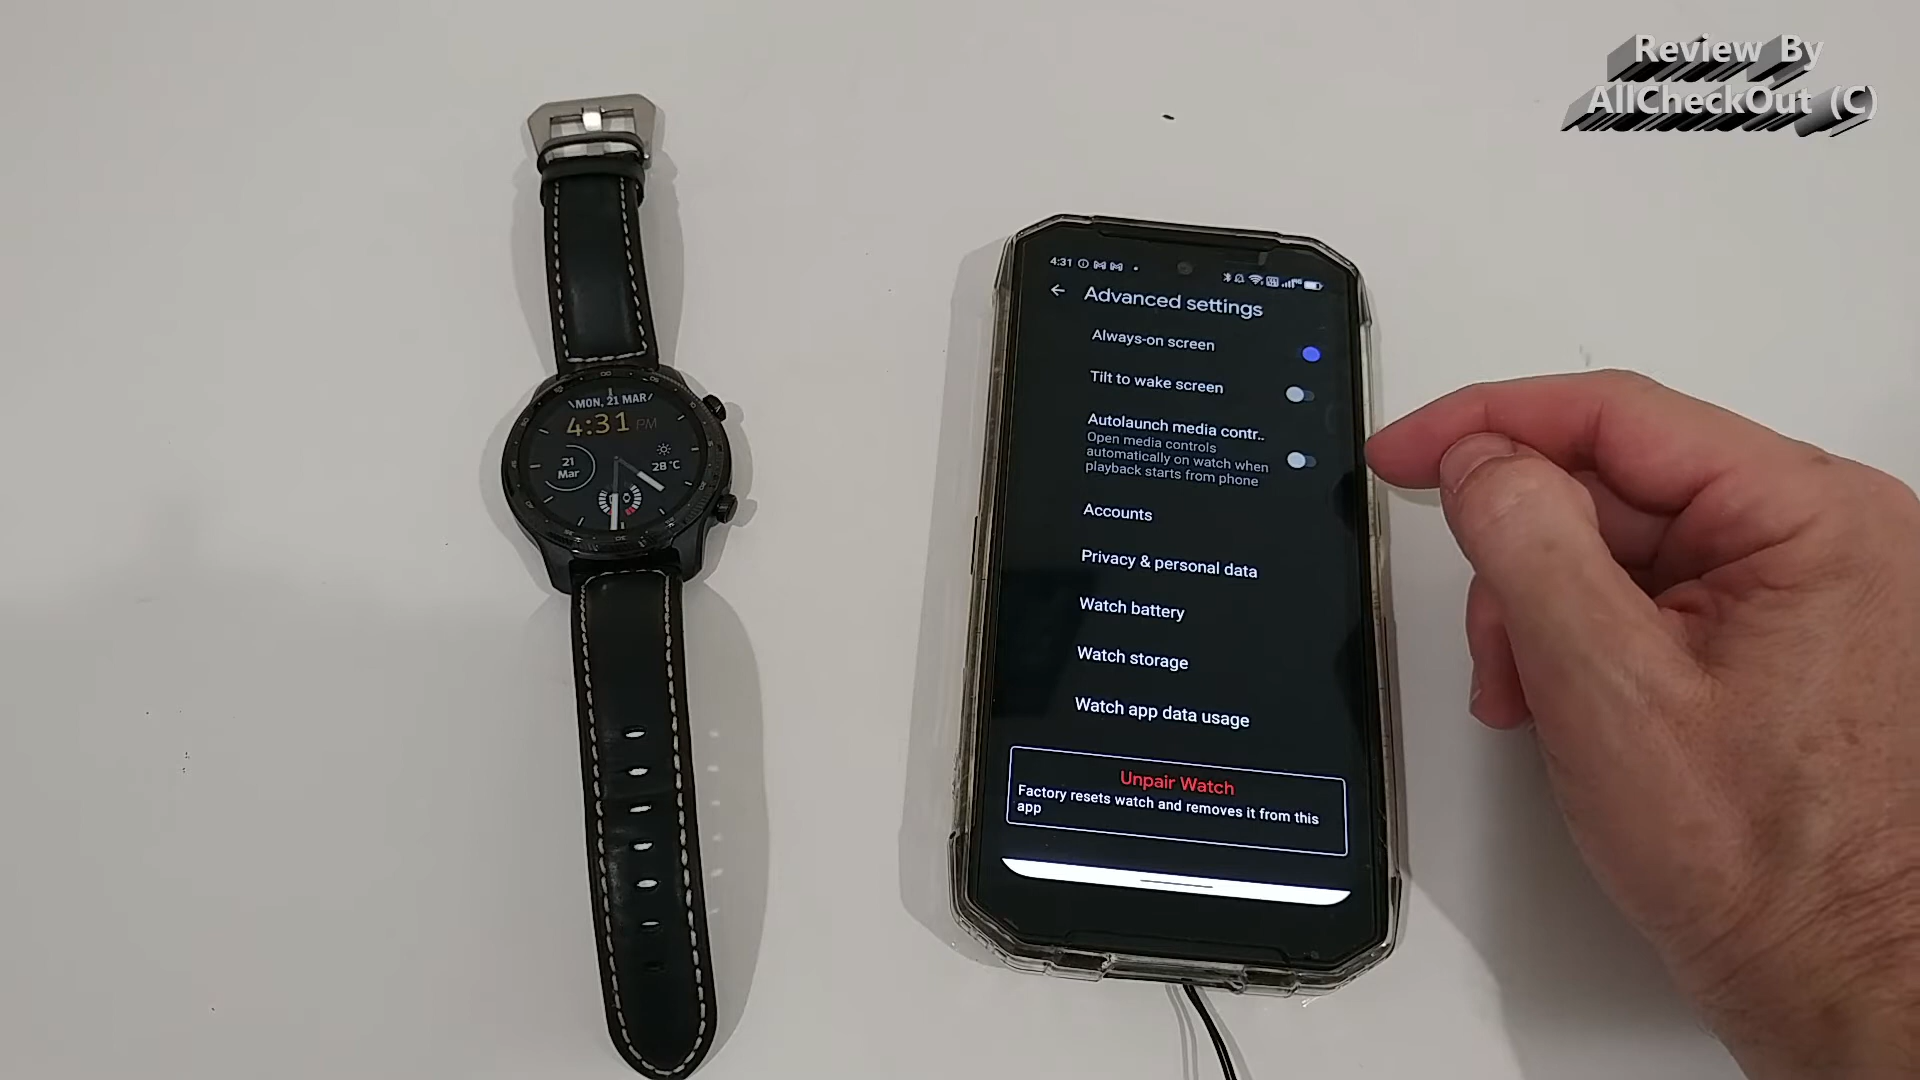 Review By
AllCheckOut (C)
MON, 21 MAR
4:31 PM
21
Mar
28°C
4:31
Advanced settings
Always-on screen
Tilt to wake screen
Autolaunch media contr..
Open media controls
automatically on watch when
playback starts from phone
Accounts
Privacy & personal data
Watch battery
Watch storage
Watch app data usage
Unpair Watch
Factory resets watch and removes it from this
app